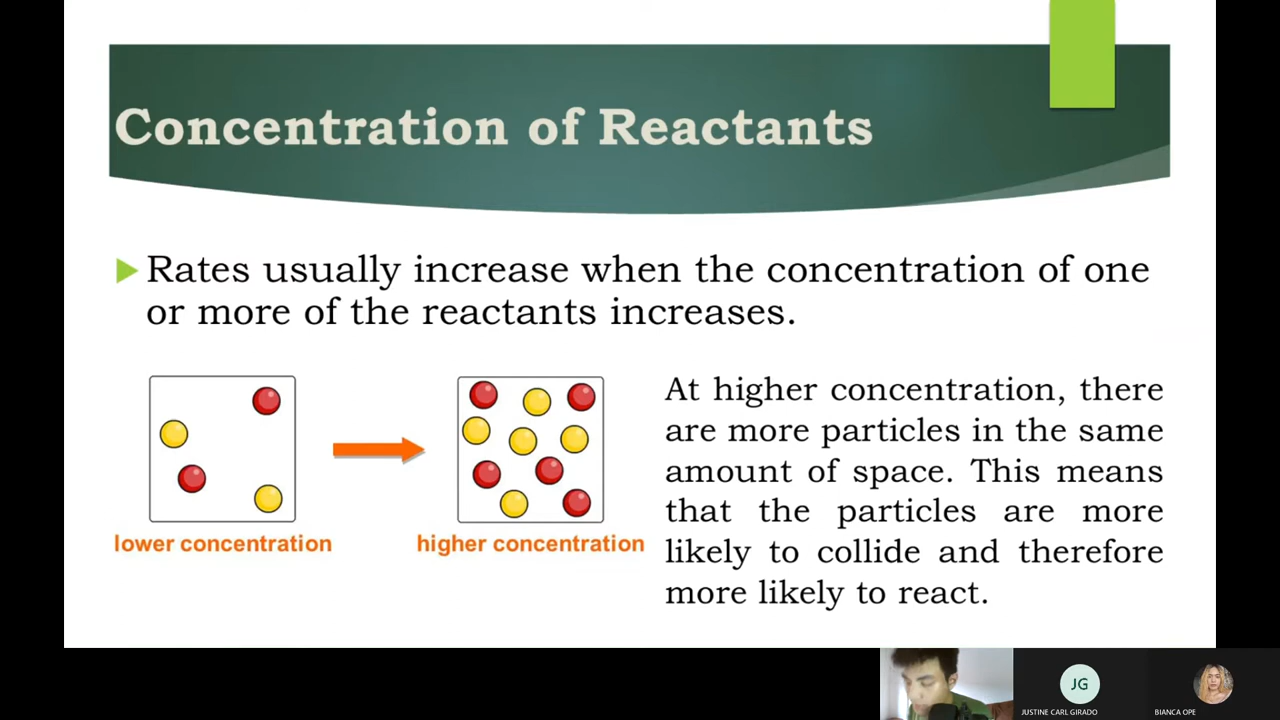 Concentration of Reactants
Rates usually increase when the concentration of one
or more of the reactants increases.
lower concentration
higher concentration
At higher concentration, there
are more particles in the same
amount of space. This means
that the particles are more
likely to collide and therefore
more likely to react.
JG
JUSTINE CARL GIRADO
BIANCA OPE